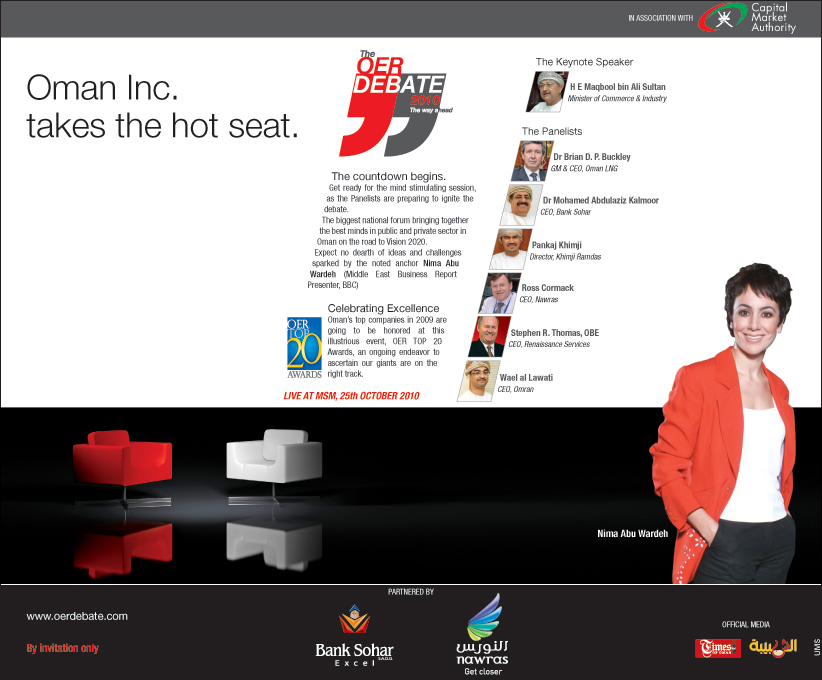 IN ASSOCIATION WITH
Capital
Market
Authority
Oman Inc.
takes the hot seat.
The
OER
DEBATE
2010
The way ahead
The countdown begins.
Get ready for the mind stimulating session,
as the Panelists are preparing to ignite the
debate.
The biggest national forum bringing together
the best minds in public and private sector in
Oman on the road to Vision 2020.
Expect no dearth of ideas and challenges
sparked by the noted anchor Nima Abu
Wardeh (Middle East Business Report
Presenter, BBC)
OER
TOP
20
AWARDS
Celebrating Excellence
Oman's top companies in 2009 are
going to be honored at this
illustrious event, OER TOP 20
Awards, an ongoing endeavor to
ascertain our giants are on the
right track.
LIVE AT MSM, 25th OCTOBER 2010
The Keynote Speaker
H E Maqbool bin Ali Sultan
Minister of Commerce & Industry
The Panelists
Dr Brian D. P. Buckley
GM & CEO, Oman LNG
Dr Mohamed Abdulaziz Kalmoor
CEO, Bank Sohar
Pankaj Khimji
Director, Khimji Ramdas
Ross Cormack
CEO, Nawras
Stephen R. Thomas, OBE
CEO, Renaissance Services
Wael al Lawati
CEO, Omran
Nima Abu Wardeh
www.oerdebate.com
By invitation only
PARTNERED BY
Bank Sohar
S.A.O.G.
Excel
النورس
nawras
Get closer
OFFICIAL MEDIA
Times
OF OMAN
الشبيبة
UMS